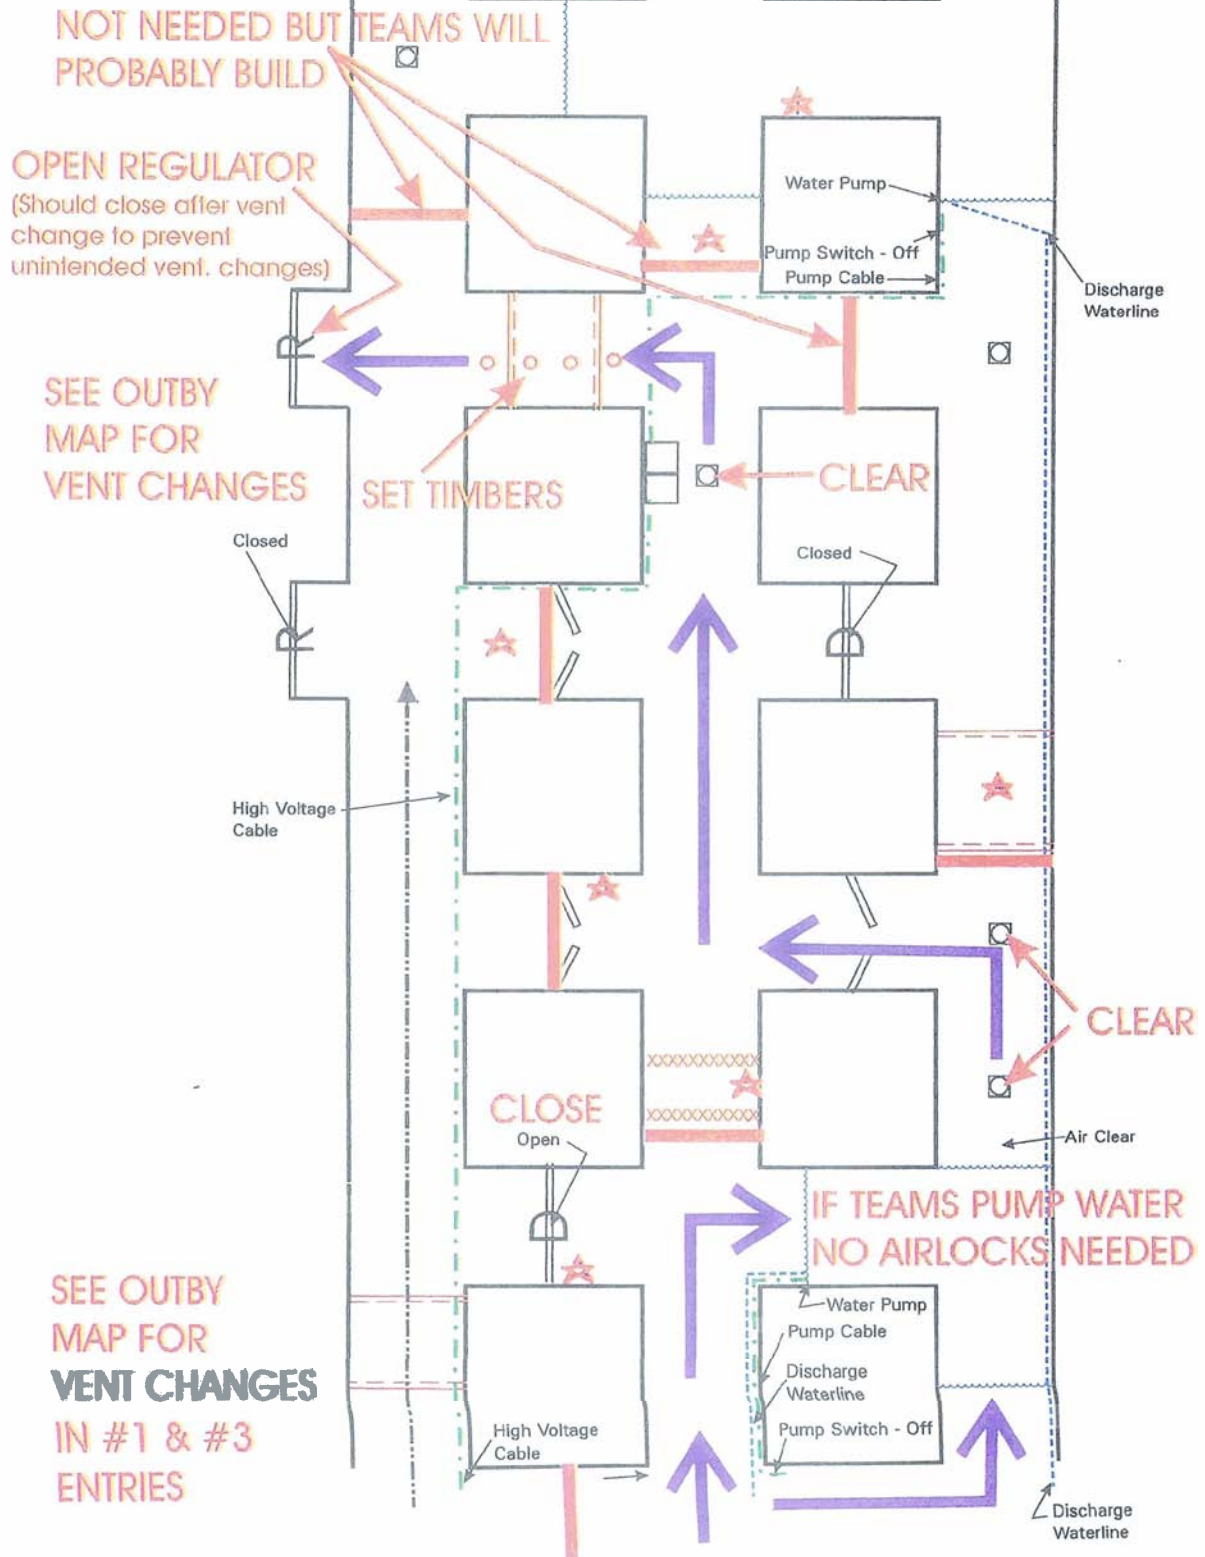 NOT NEEDED BUT TEAMS WILL
PROBABLY BUILD
OPEN REGULATOR
(Should close after vent
change to prevent
unintended vent. changes)
Water Pump
Pump Switch - Off
Pump Cable
Discharge
Waterline
R
SEE OUTBY
MAP FOR
VENT CHANGES
SET TIMBERS
CLEAR
Closed
R
Closed
D
High Voltage
Cable
CLEAR
CLOSE
Open
D
XXXXXXXXXX
XXXXXXXXXX
Air Clear
IF TEAMS PUMP WATER
NO AIRLOCKS NEEDED
SEE OUTBY
MAP FOR
VENT CHANGES
IN #1 & #3
ENTRIES
Water Pump
Pump Cable
Discharge
Waterline
Pump Switch - Off
High Voltage
Cable
Discharge
Waterline